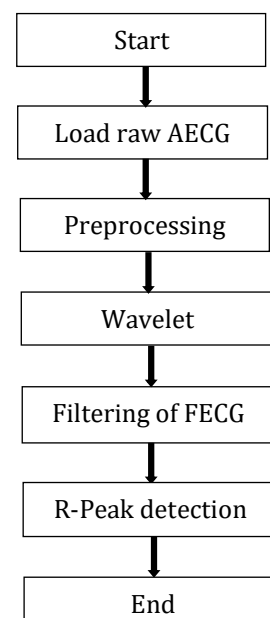 Start
Load raw AECG
Preprocessing
Wavelet
Filtering of FECG
R-Peak detection
End